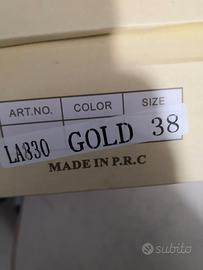 ART.NO. COLOR SIZE
LA830 GOLD 38
MADE IN P.R.C
subito